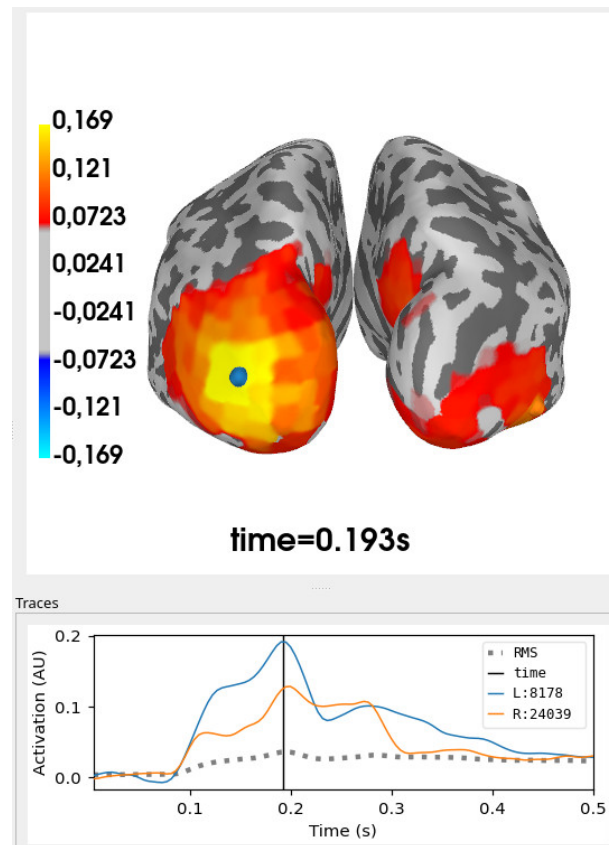 0,169
0,121
0,0723
0,0241
-0,0241
-0,0723
-0,121
-0,169
time=0.193s
Traces
0.2
0.1
0.0
Activation (AU)
RMS
time
L:8178
R:24039
0.1 0.2 0.3 0.4 0.5
Time (s)